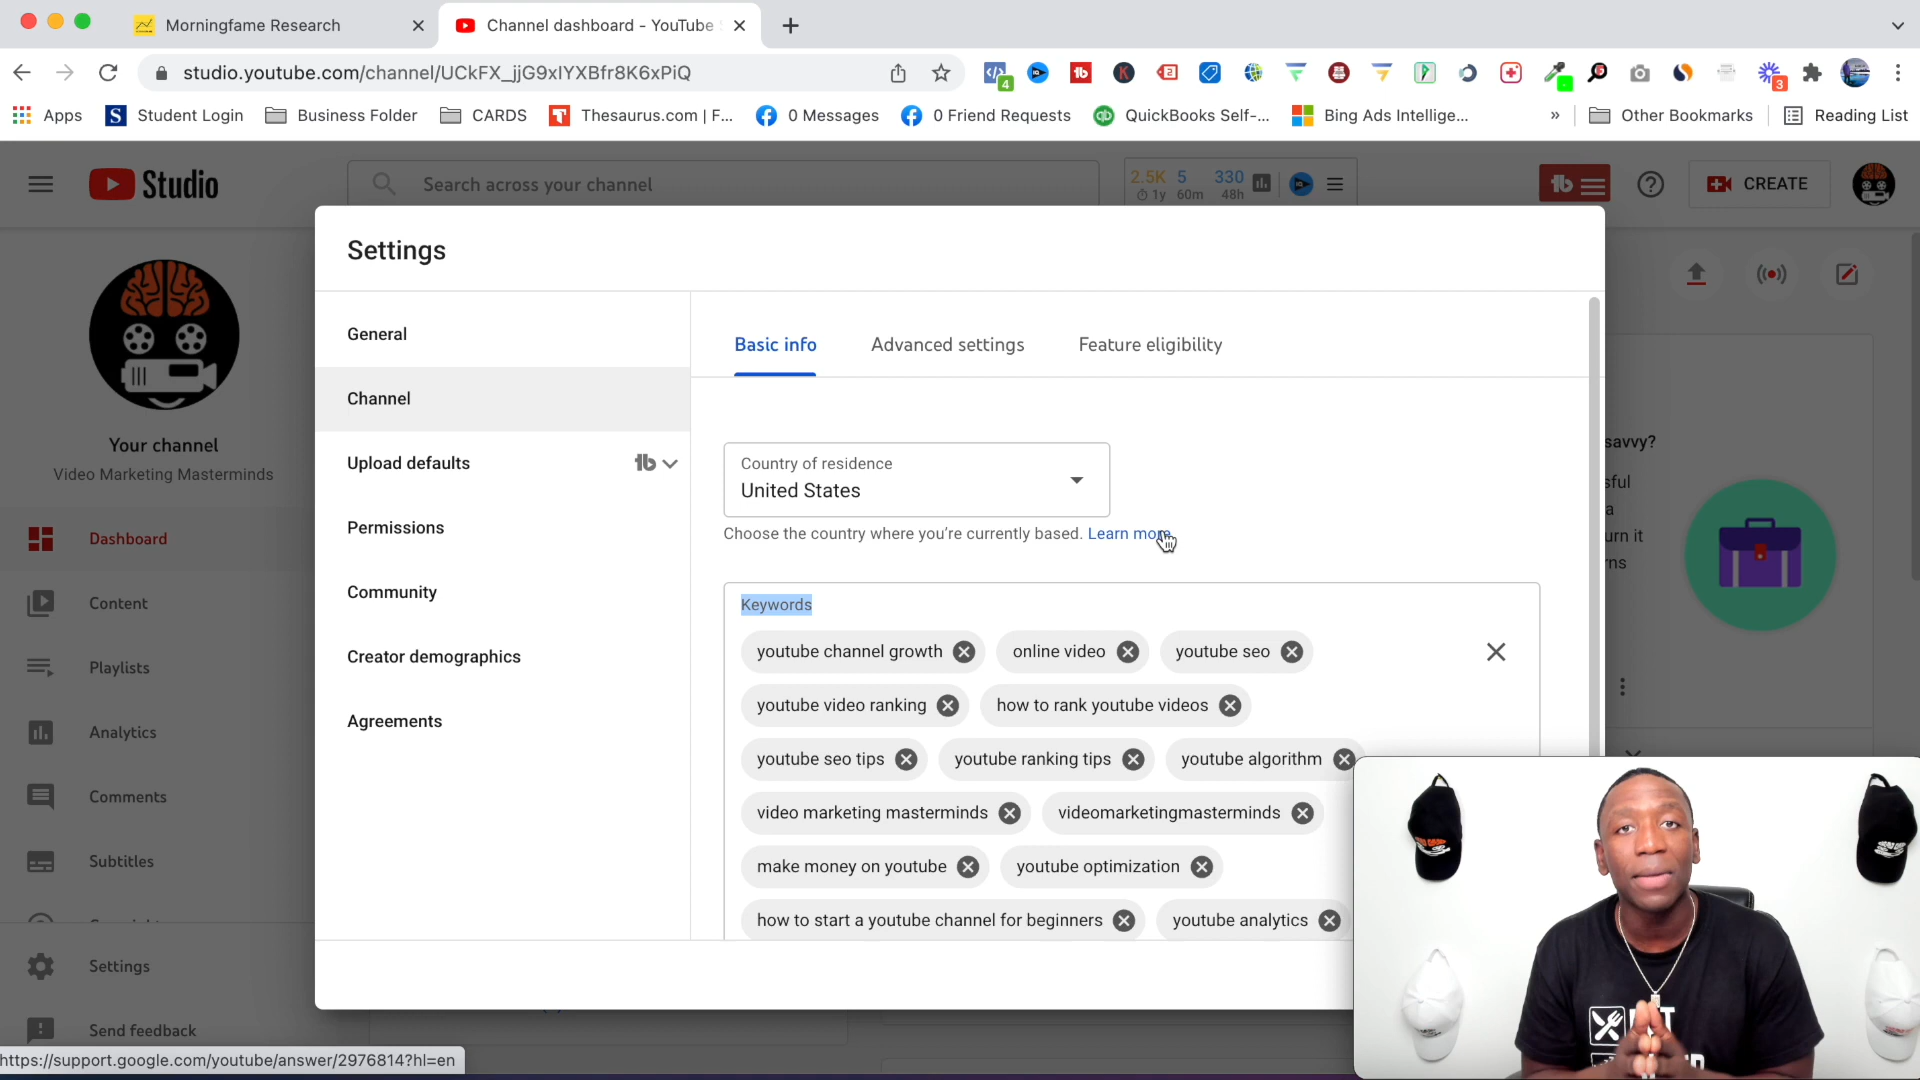 Morningfame Research
Channel dashboard - YouTube
studio.youtube.com/channel/UCkFX_jjG9xIYXBfr8K6xPiQ
4
3
Apps
Student Login
Business Folder
CARDS
Thesaurus.com | F...
0 Messages
0 Friend Requests
QuickBooks Self-...
Bing Ads Intellige...
»
Other Bookmarks
Reading List
Studio
Search across your channel
2.5K 5 330
1y 60m 48h
CREATE
Settings
Your channel
Video Marketing Masterminds
Dashboard
Content
Playlists
Analytics
Comments
Subtitles
Settings
Send feedback
General
Channel
Upload defaults
Permissions
Community
Creator demographics
Agreements
Basic info
Advanced settings
Feature eligibility
Country of residence
United States
Choose the country where you're currently based. Learn more
Keywords
youtube channel growth
online video
youtube seo
youtube video ranking
how to rank youtube videos
youtube seo tips
youtube ranking tips
youtube algorithm
video marketing masterminds
videomarketingmasterminds
make money on youtube
youtube optimization
how to start a youtube channel for beginners
youtube analytics
savvy?
https://support.google.com/youtube/answer/2976814?hl=en